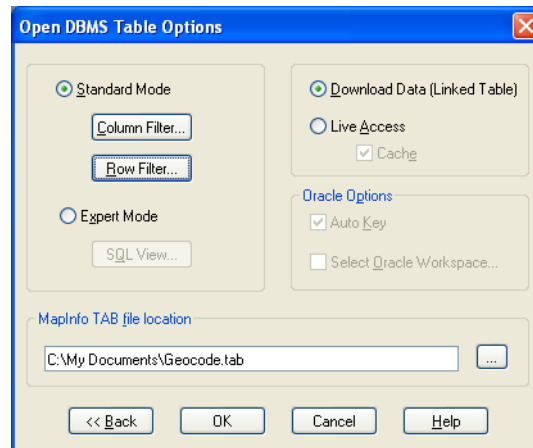 Open DBMS Table Options
Standard Mode
Column Filter...
Row Filter...
Expert Mode
SQL View...
Download Data (Linked Table)
Live Access
Cache
Oracle Options
Auto Key
Select Oracle Workspace...
MapInfo TAB file location
C:\My Documents\Geocode.tab
...
<< Back
OK
Cancel
Help